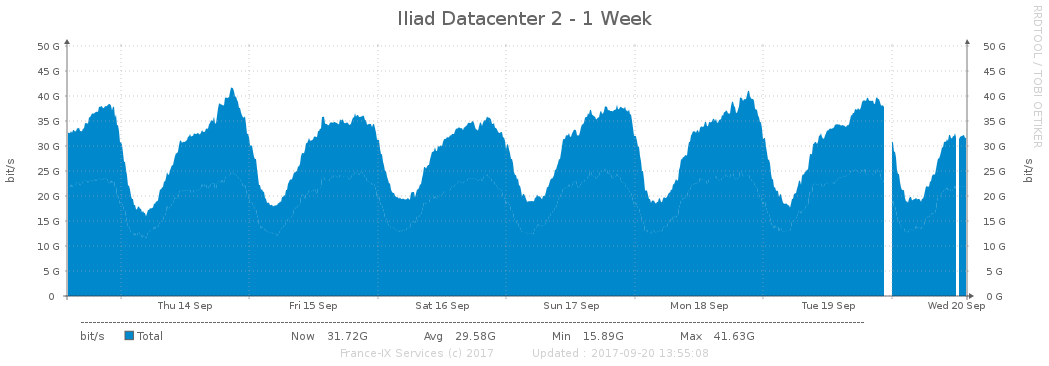 Iliad Datacenter 2 - 1 Week
RRDTOOL / TOBI OETIKER
bit/s
50 G 50 G
45 G 45 G
40 G 40 G
35 G 35 G
30 G 30 G
25 G 25 G
20 G 20 G
15 G 15 G
10 G 10 G
5 G 5 G
0 0 G
bit/s
Thu 14 Sep Fri 15 Sep Sat 16 Sep Sun 17 Sep Mon 18 Sep Tue 19 Sep Wed 20 Sep
bit/s Total Now 31.72G Avg 29.58G Min 15.89G Max 41.63G
France-IX Services (c) 2017 Updated : 2017-09-20 13:55:08